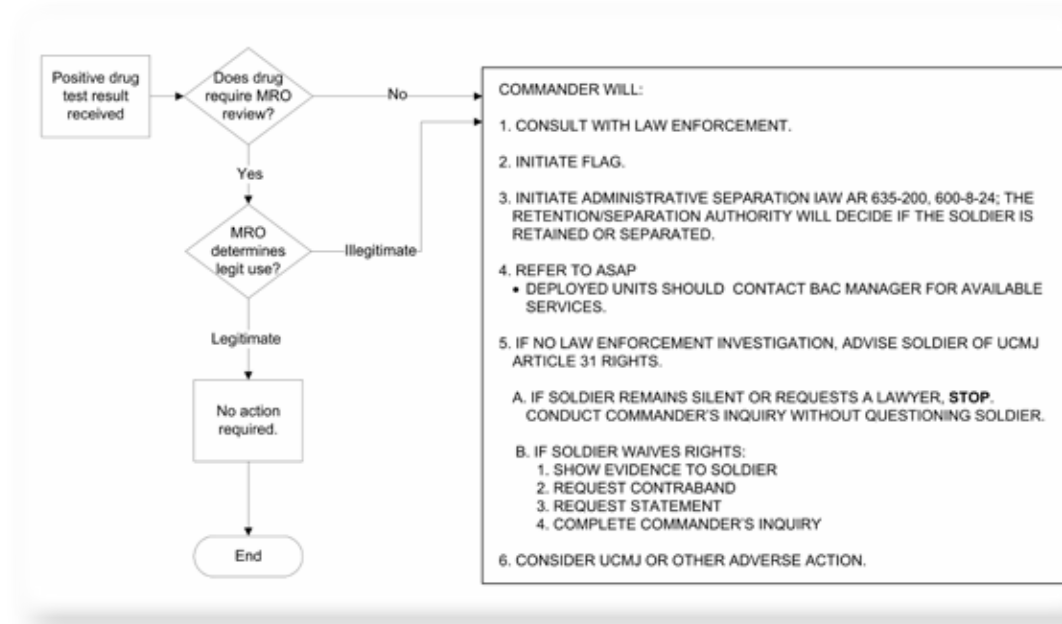 Positive drug
test result
received
Does drug
require MRO
review?
No
Yes
MRO
determines
legit use?
Illegitimate
Legitimate
No action
required.
End
COMMANDER WILL:
1. CONSULT WITH LAW ENFORCEMENT.
2. INITIATE FLAG.
3. INITIATE ADMINISTRATIVE SEPARATION IAW AR 635-200, 600-8-24; THE
RETENTION/SEPARATION AUTHORITY WILL DECIDE IF THE SOLDIER IS
RETAINED OR SEPARATED.
4. REFER TO ASAP
• DEPLOYED UNITS SHOULD CONTACT BAC MANAGER FOR AVAILABLE
SERVICES.
5. IF NO LAW ENFORCEMENT INVESTIGATION, ADVISE SOLDIER OF UCMJ
ARTICLE 31 RIGHTS.
A. IF SOLDIER REMAINS SILENT OR REQUESTS A LAWYER, STOP.
CONDUCT COMMANDER'S INQUIRY WITHOUT QUESTIONING SOLDIER.
B. IF SOLDIER WAIVES RIGHTS:
1. SHOW EVIDENCE TO SOLDIER
2. REQUEST CONTRABAND
3. REQUEST STATEMENT
4. COMPLETE COMMANDER'S INQUIRY
6. CONSIDER UCMJ OR OTHER ADVERSE ACTION.